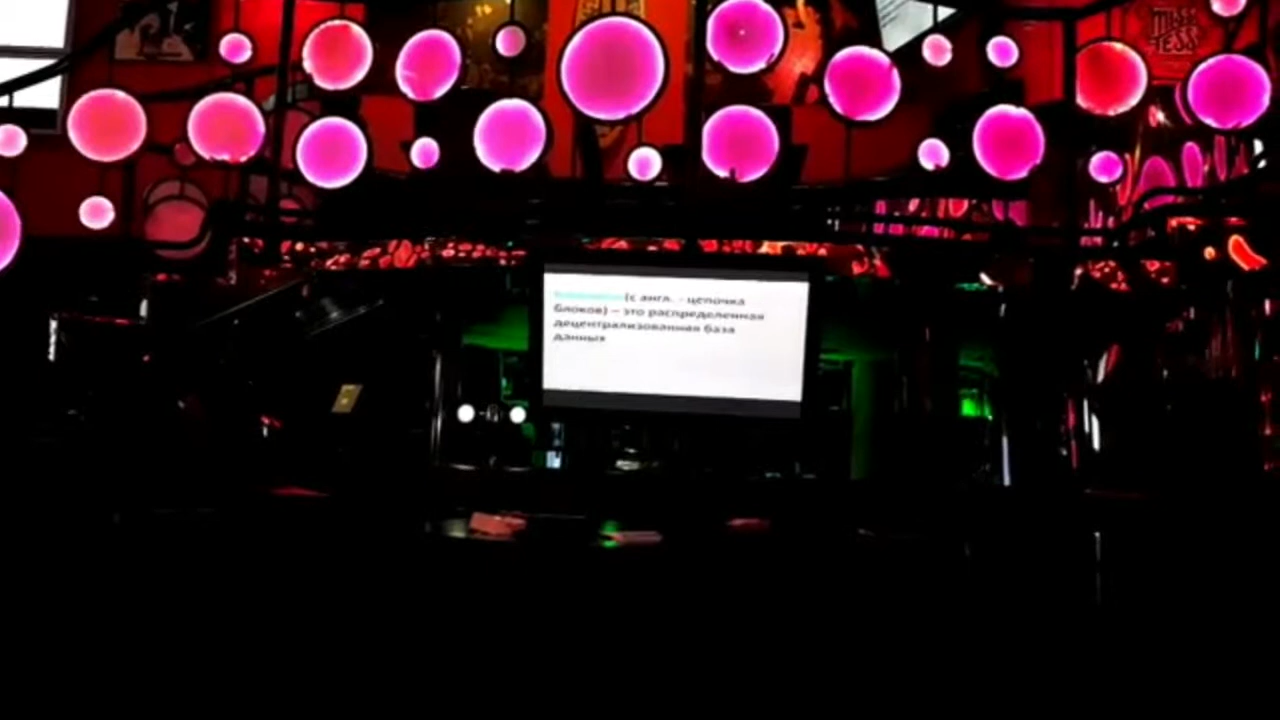 (с англ. - цепочка
блоков) – это распределенная
децентрализованная база
данных